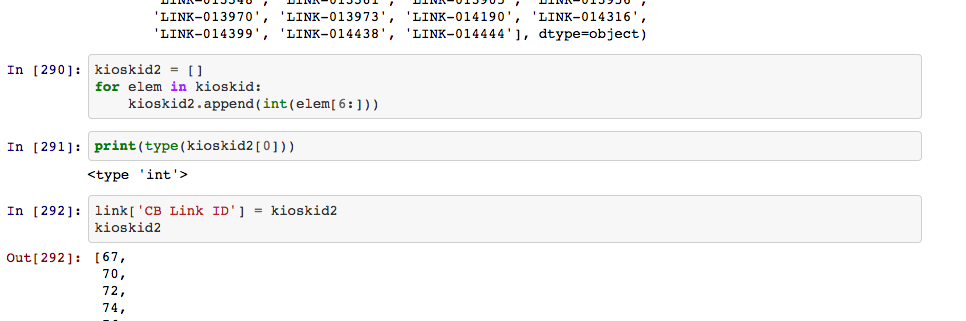 'LINK-013970', 'LINK-013973', 'LINK-014190', 'LINK-014316',
'LINK-014399', 'LINK-014438', 'LINK-014444'], dtype=object)
In [290]: kioskid2 = []
for elem in kioskid:
    kioskid2.append(int(elem[6:]))
In [291]: print(type(kioskid2[0]))
<type 'int'>
In [292]: link['CB Link ID'] = kioskid2
kioskid2
Out[292]: [67,
70,
72,
74,